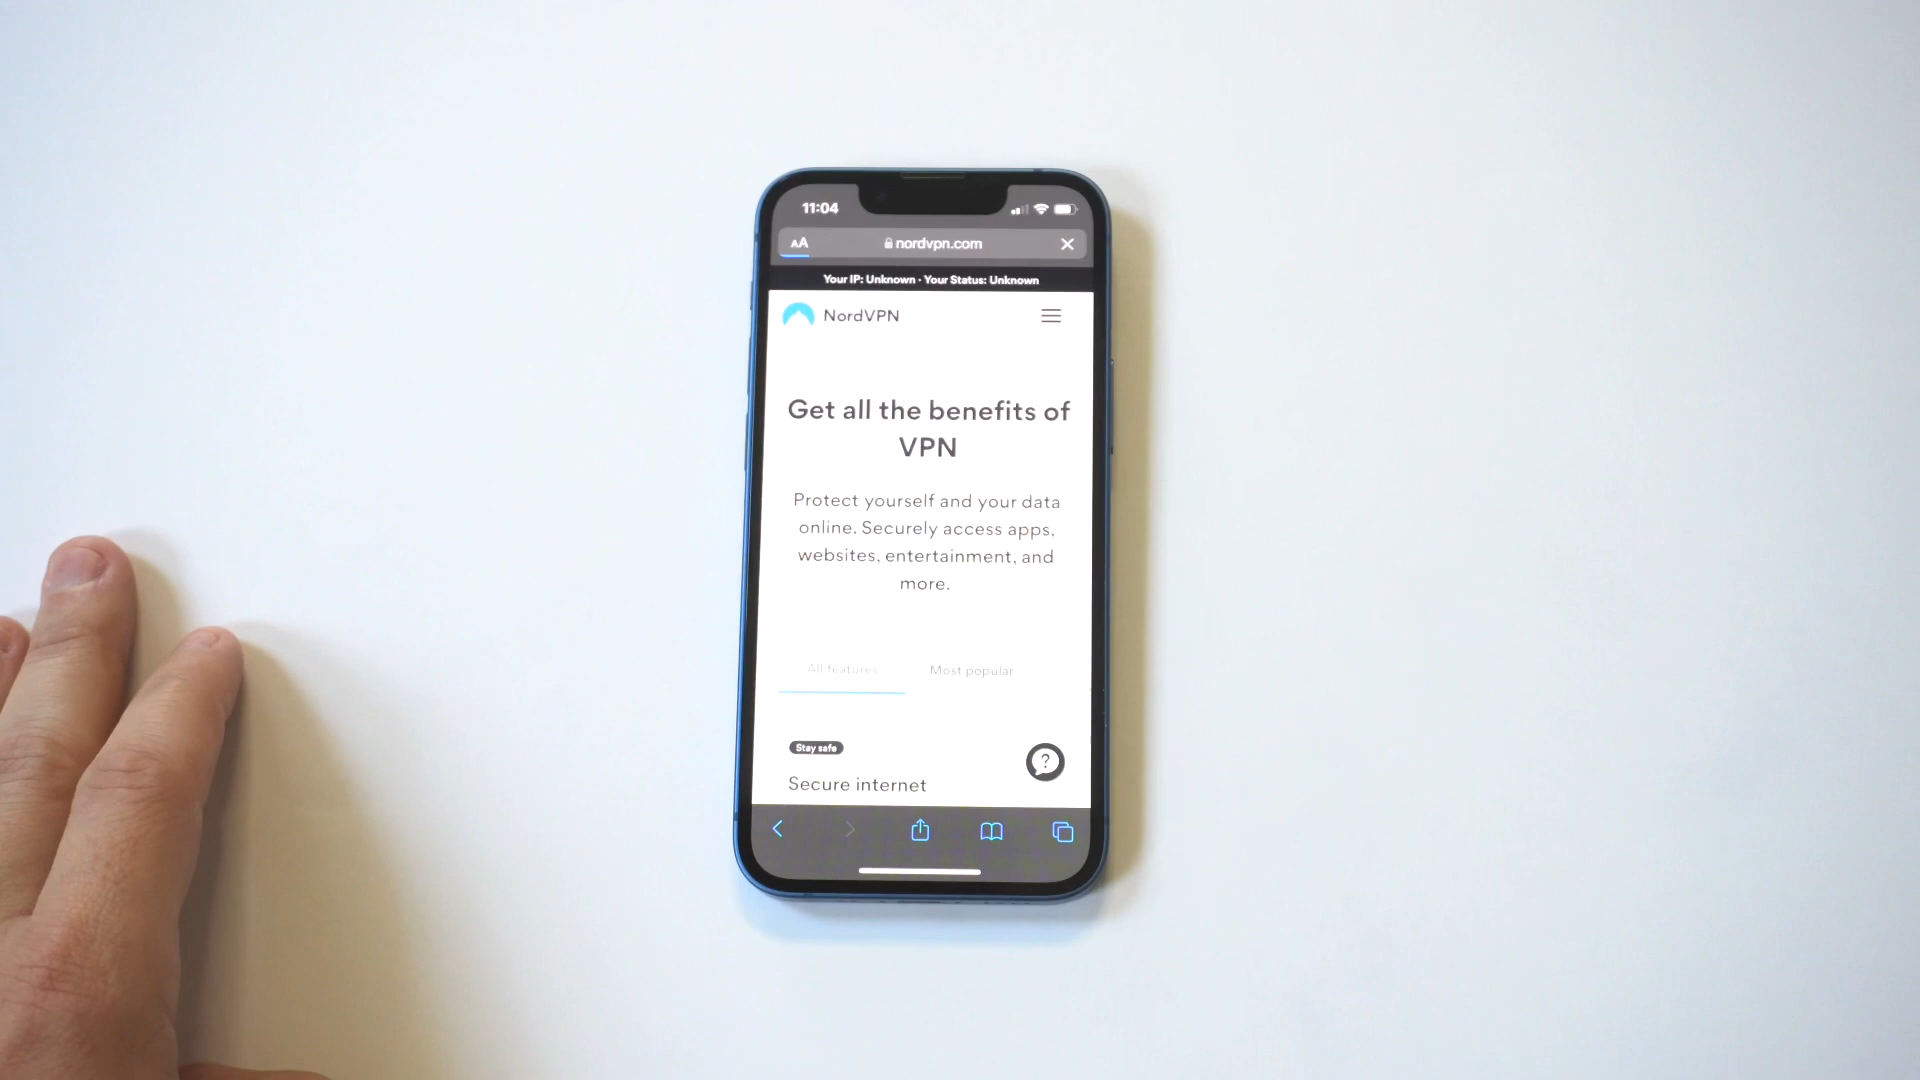 11:04
AA nordvpn.com
Your IP: Unknown · Your Status: Unknown
NordVPN
Get all the benefits of
VPN
Protect yourself and your data
online. Securely access apps,
websites, entertainment, and
more.
All features Most popular
Stay safe
?
Secure internet